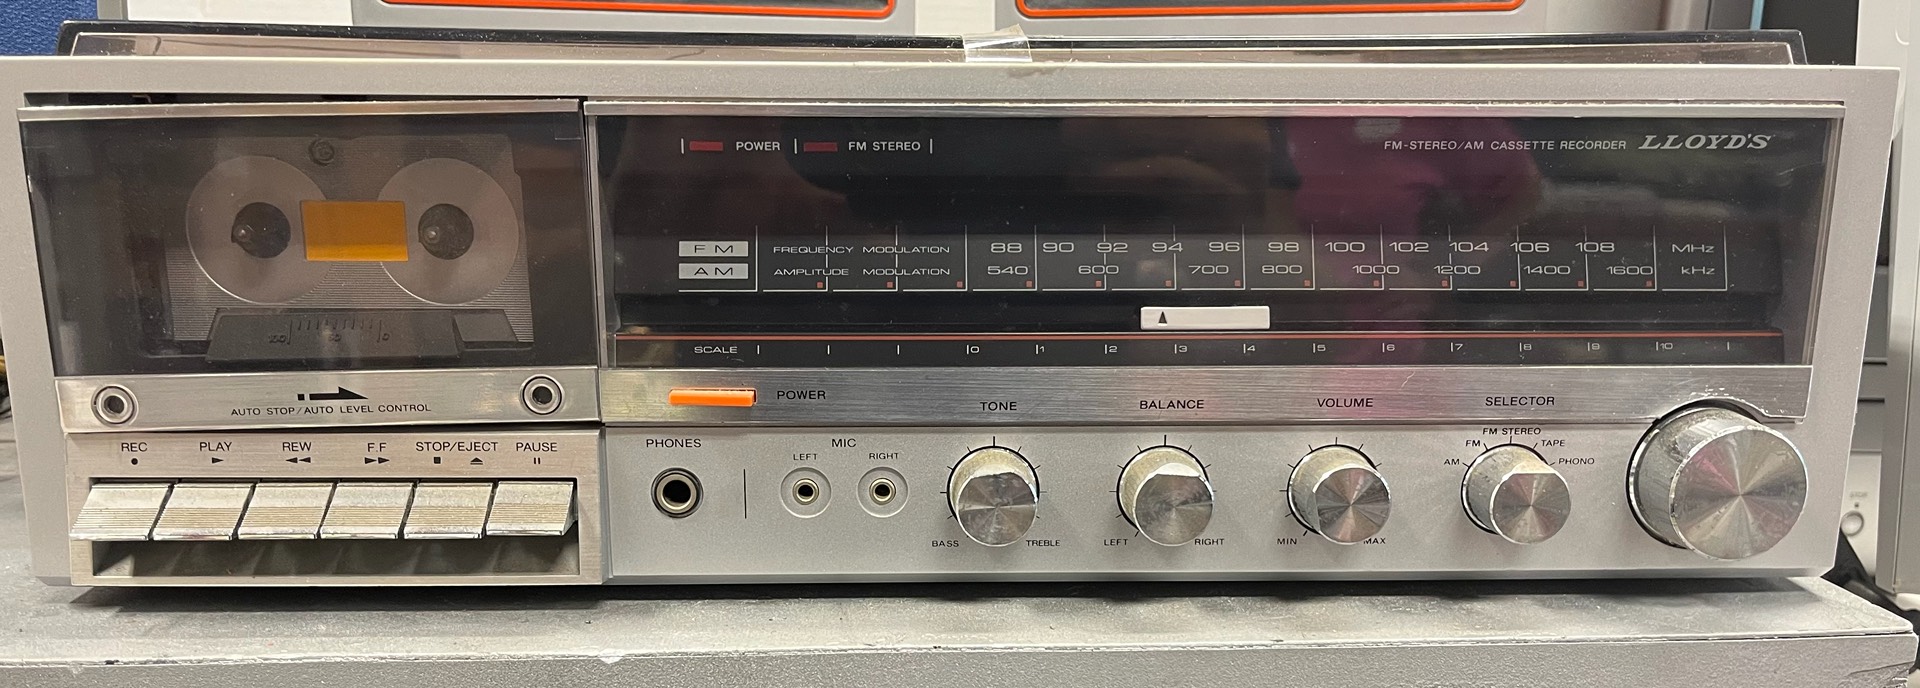 POWER FM STEREO
FM-STEREO/AM CASSETTE RECORDER LLOYD'S
FM FREQUENCY MODULATION 88 90 92 94 96 98 100 102 104 106 108 MHz
AM AMPLITUDE MODULATION 540 600 700 800 1000 1200 1400 1600 kHz
100 50 0
SCALE 0 1 2 3 4 5 6 7 8 9 10
AUTO STOP/AUTO LEVEL CONTROL
POWER
REC PLAY REW F.F STOP/EJECT PAUSE
PHONES
MIC
LEFT RIGHT
TONE
BASS TREBLE
BALANCE
LEFT RIGHT
VOLUME
MIN MAX
SELECTOR
AM FM FM STEREO TAPE PHONO